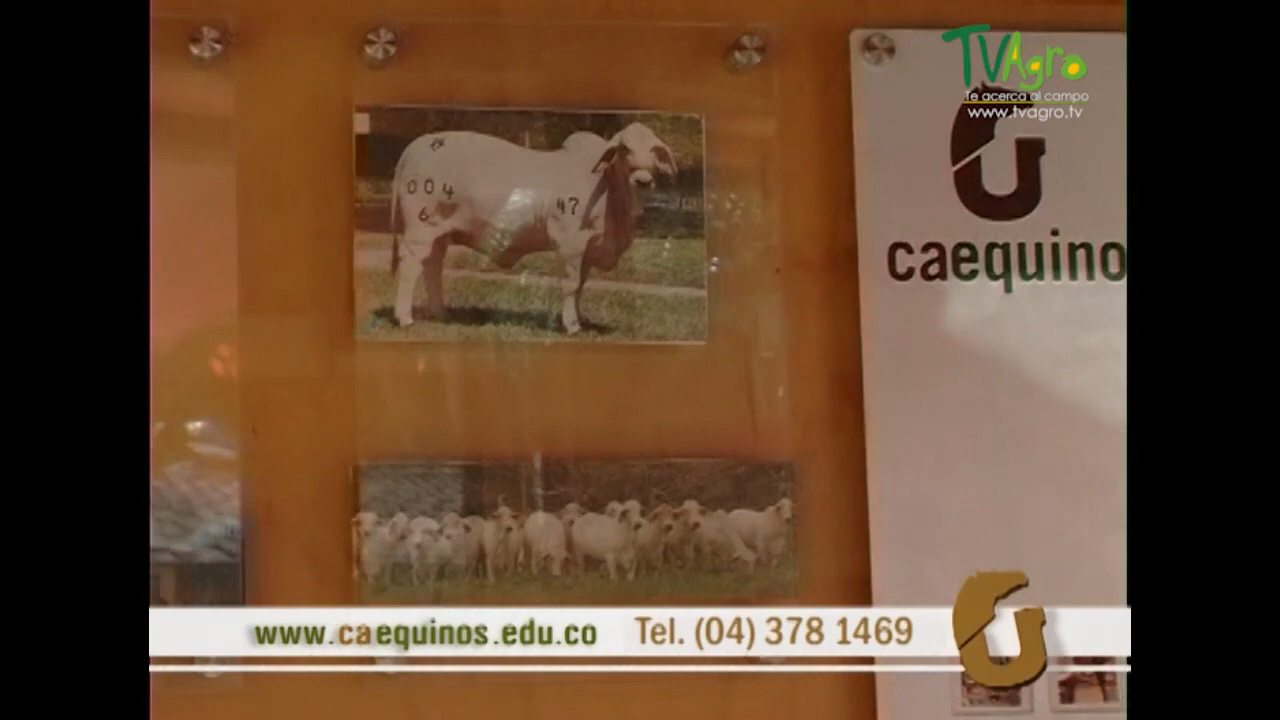 TVAgro
Te acerca al campo
www.tvagro.tv
004
6
47
caequino
www.caequinos.edu.co
Tel. (04) 378 1469